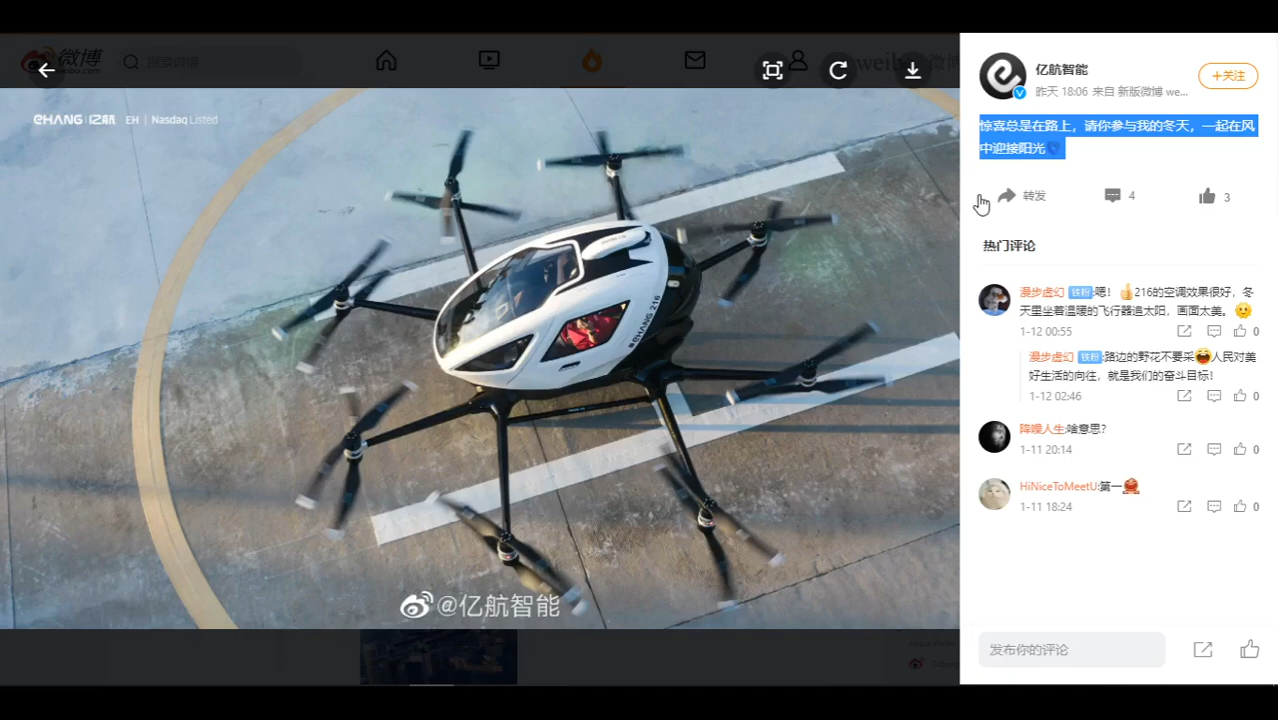 微博
weibo.com
搜索微博
weibo
微博
EHANG 亿航 EH | Nasdaq Listed
EHANG 216
@亿航智能
亿航智能
昨天 18:06 来自 新版微博 we...
+关注
惊喜总是在路上，请你参与我的冬天，一起在风
中迎接阳光
转发
4
3
热门评论
漫步虚幻 铁粉:嗯！👍216的空调效果很好，冬
天里坐着温暖的飞行器追太阳，画面太美。
1-12 00:55
0
漫步虚幻 铁粉:路边的野花不要采😄人民对美
好生活的向往，就是我们的奋斗目标！
1-12 02:46
0
降噪人生:啥意思？
1-11 20:14
0
HiNiceToMeetU:第一
1-11 18:24
0
发布你的评论